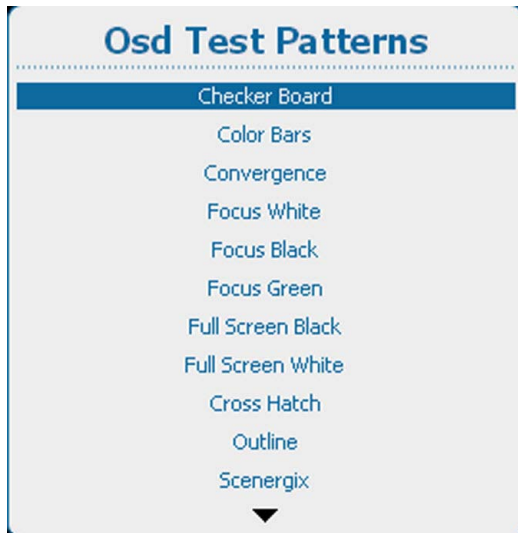 Osd Test Patterns
Checker Board
Color Bars
Convergence
Focus White
Focus Black
Focus Green
Full Screen Black
Full Screen White
Cross Hatch
Outline
Scenergix